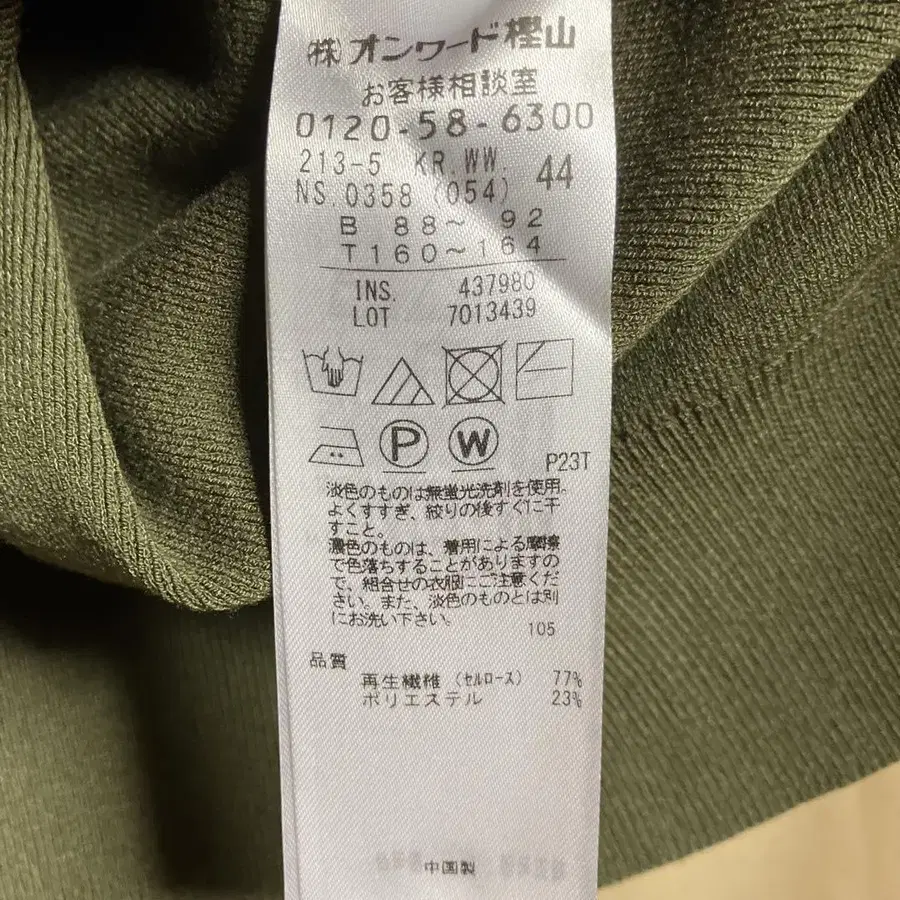 (株)オンワード樫山
お客様相談室
0120-58-6300
213-5 KR.WW. 44
NS.0358 (054)
B 88~ 92
T160~164
INS. 437980
LOT 7013439
P W
P23T
淡色のものは無蛍光洗剤を使用。
よくすすぎ、絞りの後すぐに干
すこと。
濃色のものは、着用による摩擦
で色落ちすることがありますの
で、組合せの衣服にご注意くだ
さい。また、淡色のものとは別
にお洗い下さい。
105
品質
再生繊維 (セルロース) 77%
ポリエステル 23%
中国製